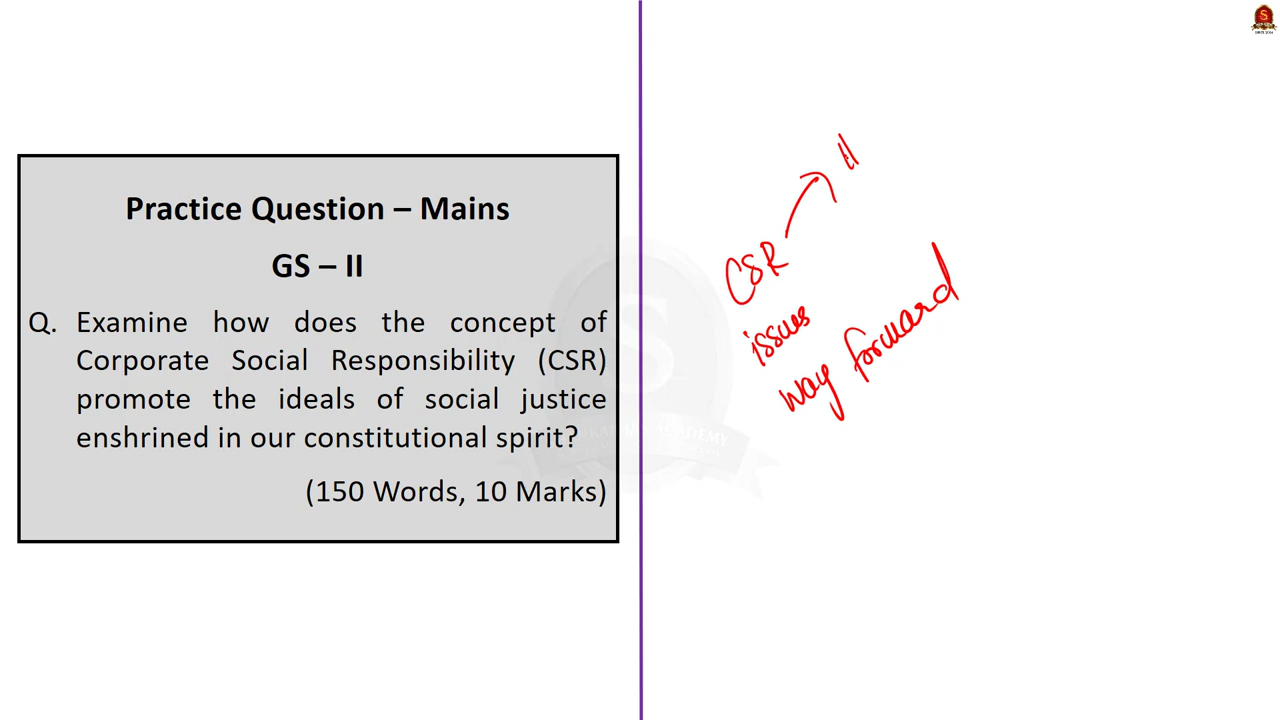 Practice Question – Mains
GS – II
Q. Examine how does the concept of
Corporate Social Responsibility (CSR)
promote the ideals of social justice
enshrined in our constitutional spirit?
(150 Words, 10 Marks)
CSR
issues
way forward